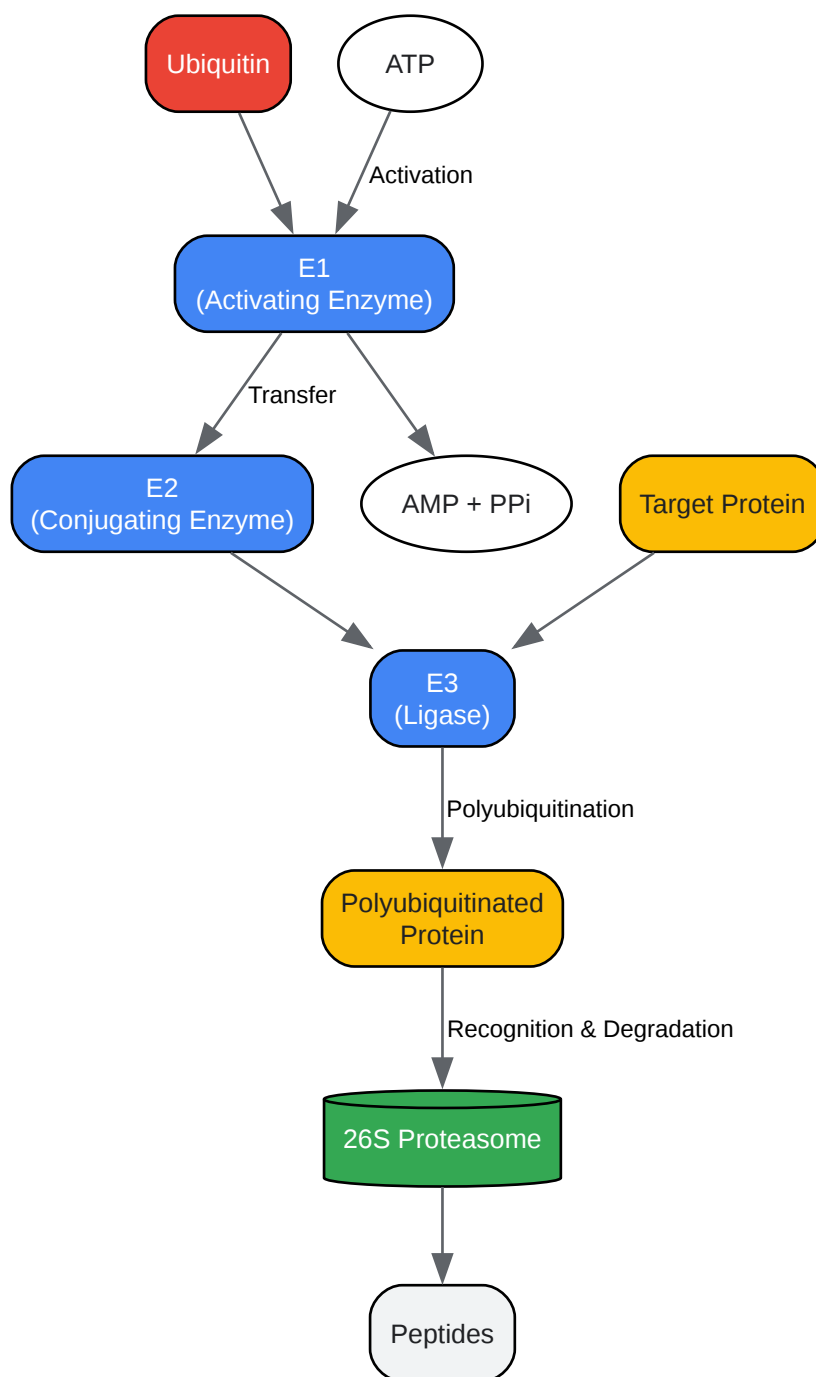 Ubiquitin
ATP
Activation
E1
(Activating Enzyme)
Transfer
E2
(Conjugating Enzyme)
AMP + PPi
Target Protein
E3
(Ligase)
Polyubiquitination
Polyubiquitinated
Protein
Recognition & Degradation
26S Proteasome
Peptides